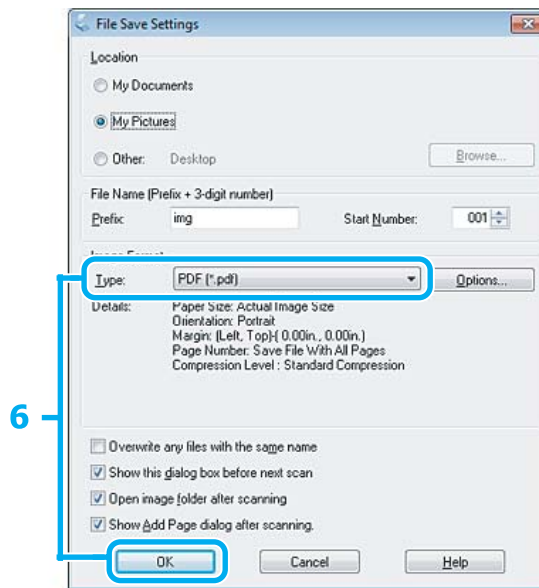 File Save Settings
Location
My Documents
My Pictures
Other: Desktop Browse...
File Name (Prefix + 3-digit number)
Prefix img Start Number: 001
Image Format
Type: PDF (*.pdf) Options...
Details: Paper Size: Actual Image Size
Orientation: Portrait
Margin: (Left, Top)-( 0.00in., 0.00in.)
Page Number: Save File With All Pages
Compression Level : Standard Compression
6
Overwrite any files with the same name
Show this dialog box before next scan
Open image folder after scanning
Show Add Page dialog after scanning.
OK Cancel Help